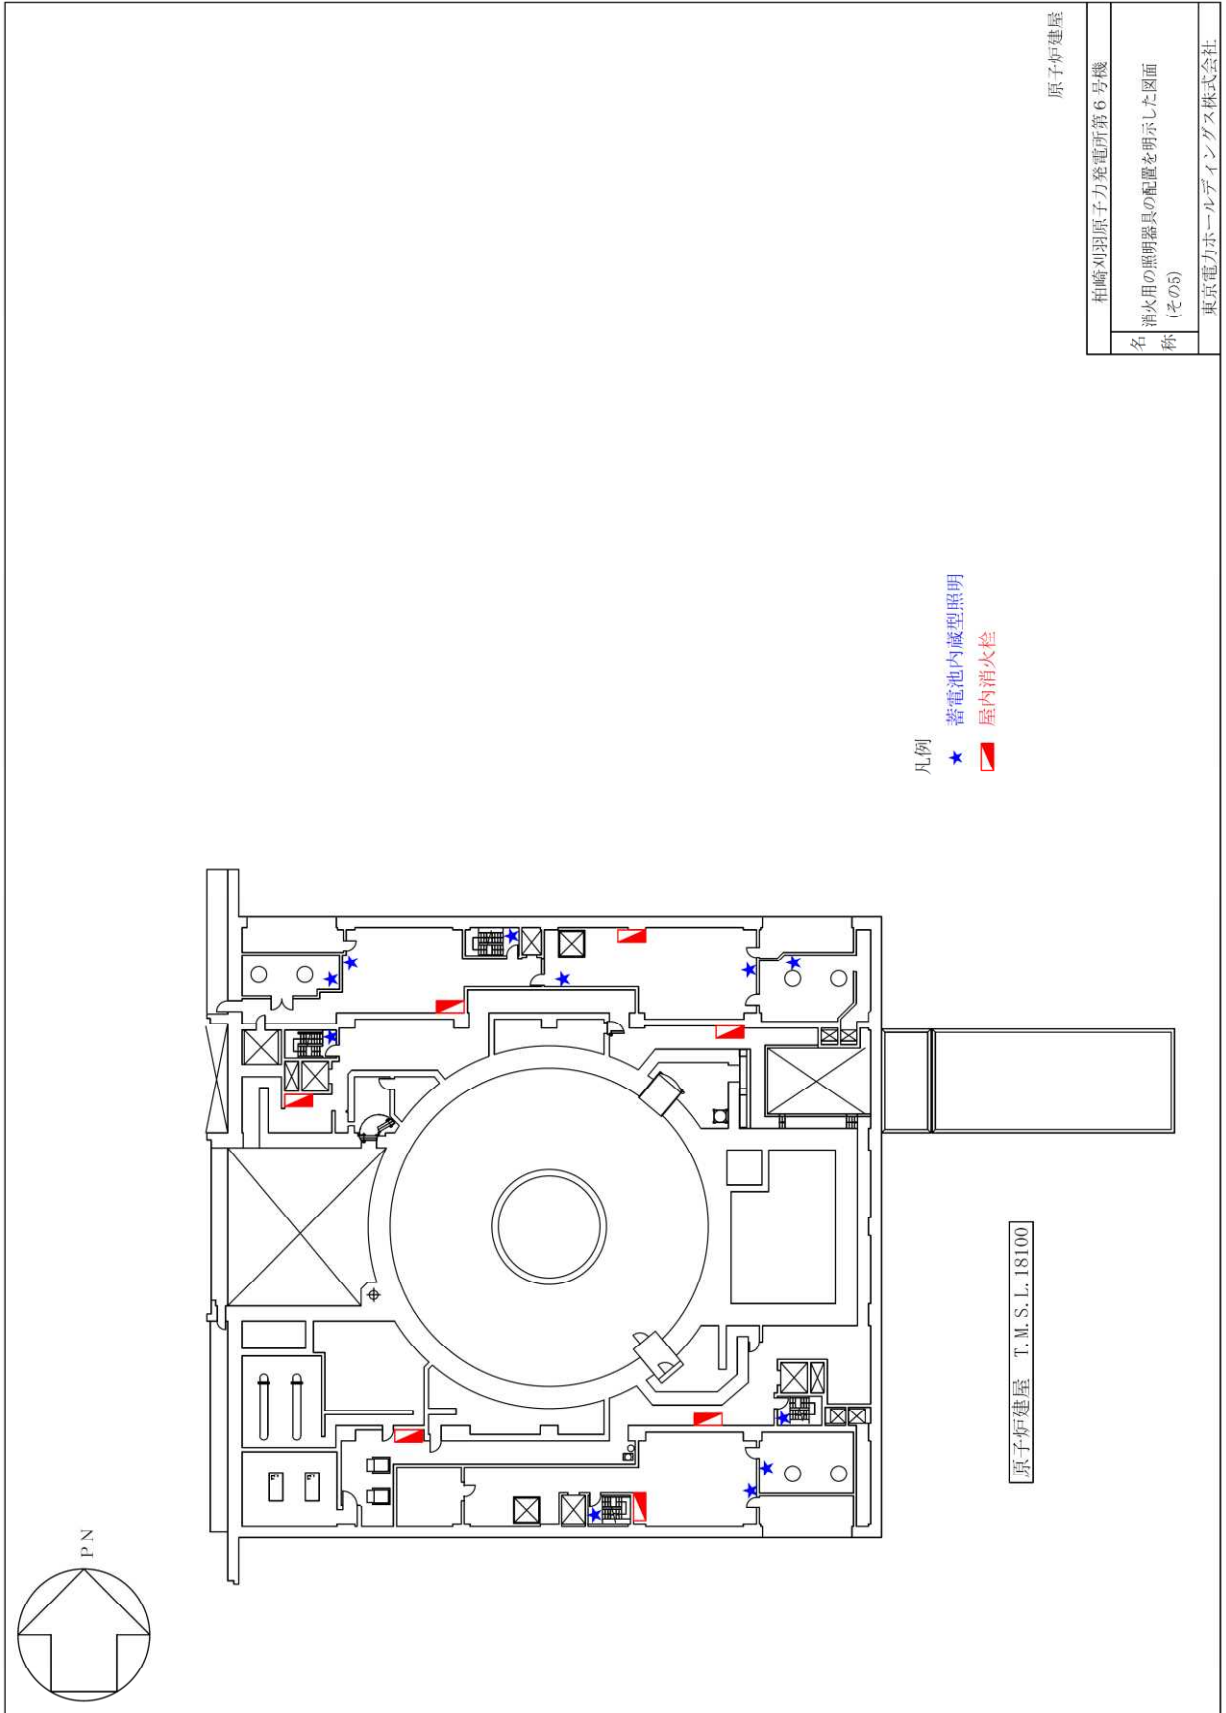 PN
原子炉建屋 T.M.S.L.18100
凡例
蓄電池内蔵型照明
屋内消火栓
原子炉建屋
柏崎刈羽原子力発電所第6号機
名称
消火用の照明器具の配置を明示した図面
(その5)
東京電力ホールディングス株式会社